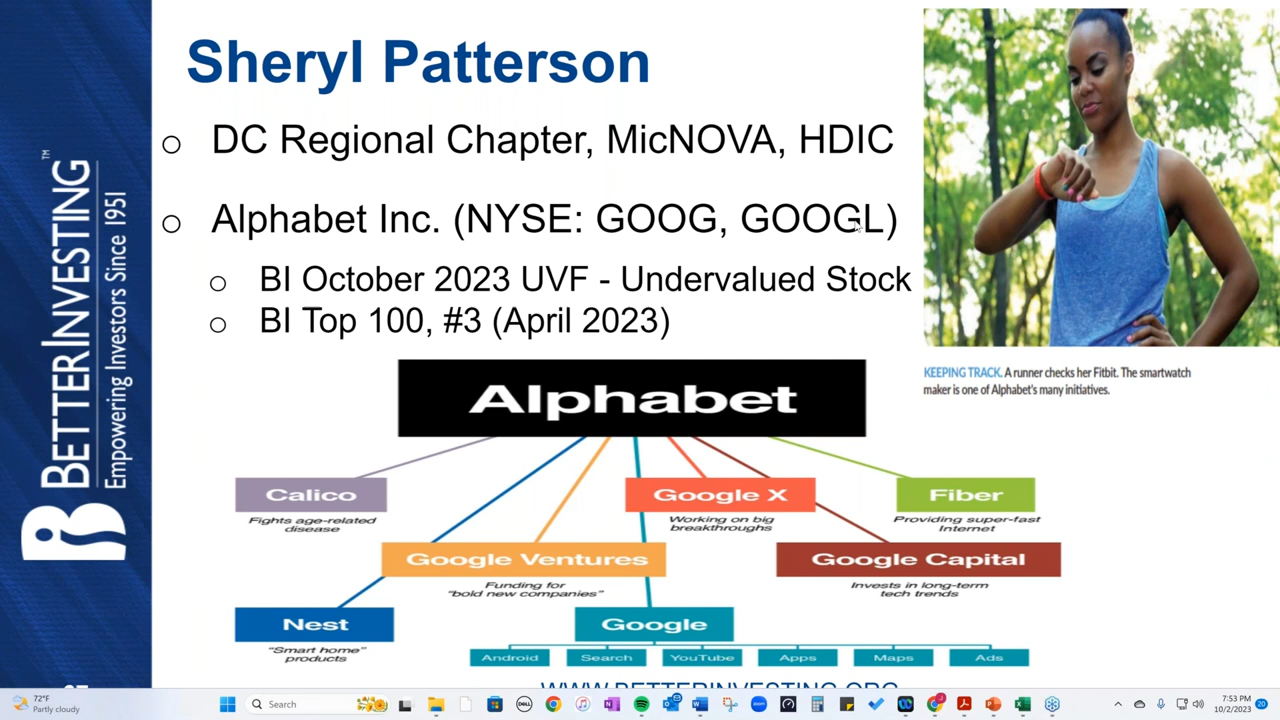 Sheryl Patterson
DC Regional Chapter, MicNOVA, HDIC
Alphabet Inc. (NYSE: GOOG, GOOGL)
BI October 2023 UVF - Undervalued Stock
BI Top 100, #3 (April 2023)
KEEPING TRACK. A runner checks her Fitbit. The smartwatch
maker is one of Alphabet's many initiatives.
BETTERINVESTING™
Empowering Investors Since 1951
Alphabet
Calico
Fights age-related
disease
Google X
Working on big
breakthroughs
Fiber
Providing super-fast
Internet
Google Ventures
Funding for
"bold new companies"
Google Capital
Invests in long-term
tech trends
Nest
"Smart home"
products
Google
Android
Search
YouTube
Apps
Maps
Ads
WWW.BETTERINVESTING.ORG
72°F
Partly cloudy
Search
7:53 PM
10/2/2023
20